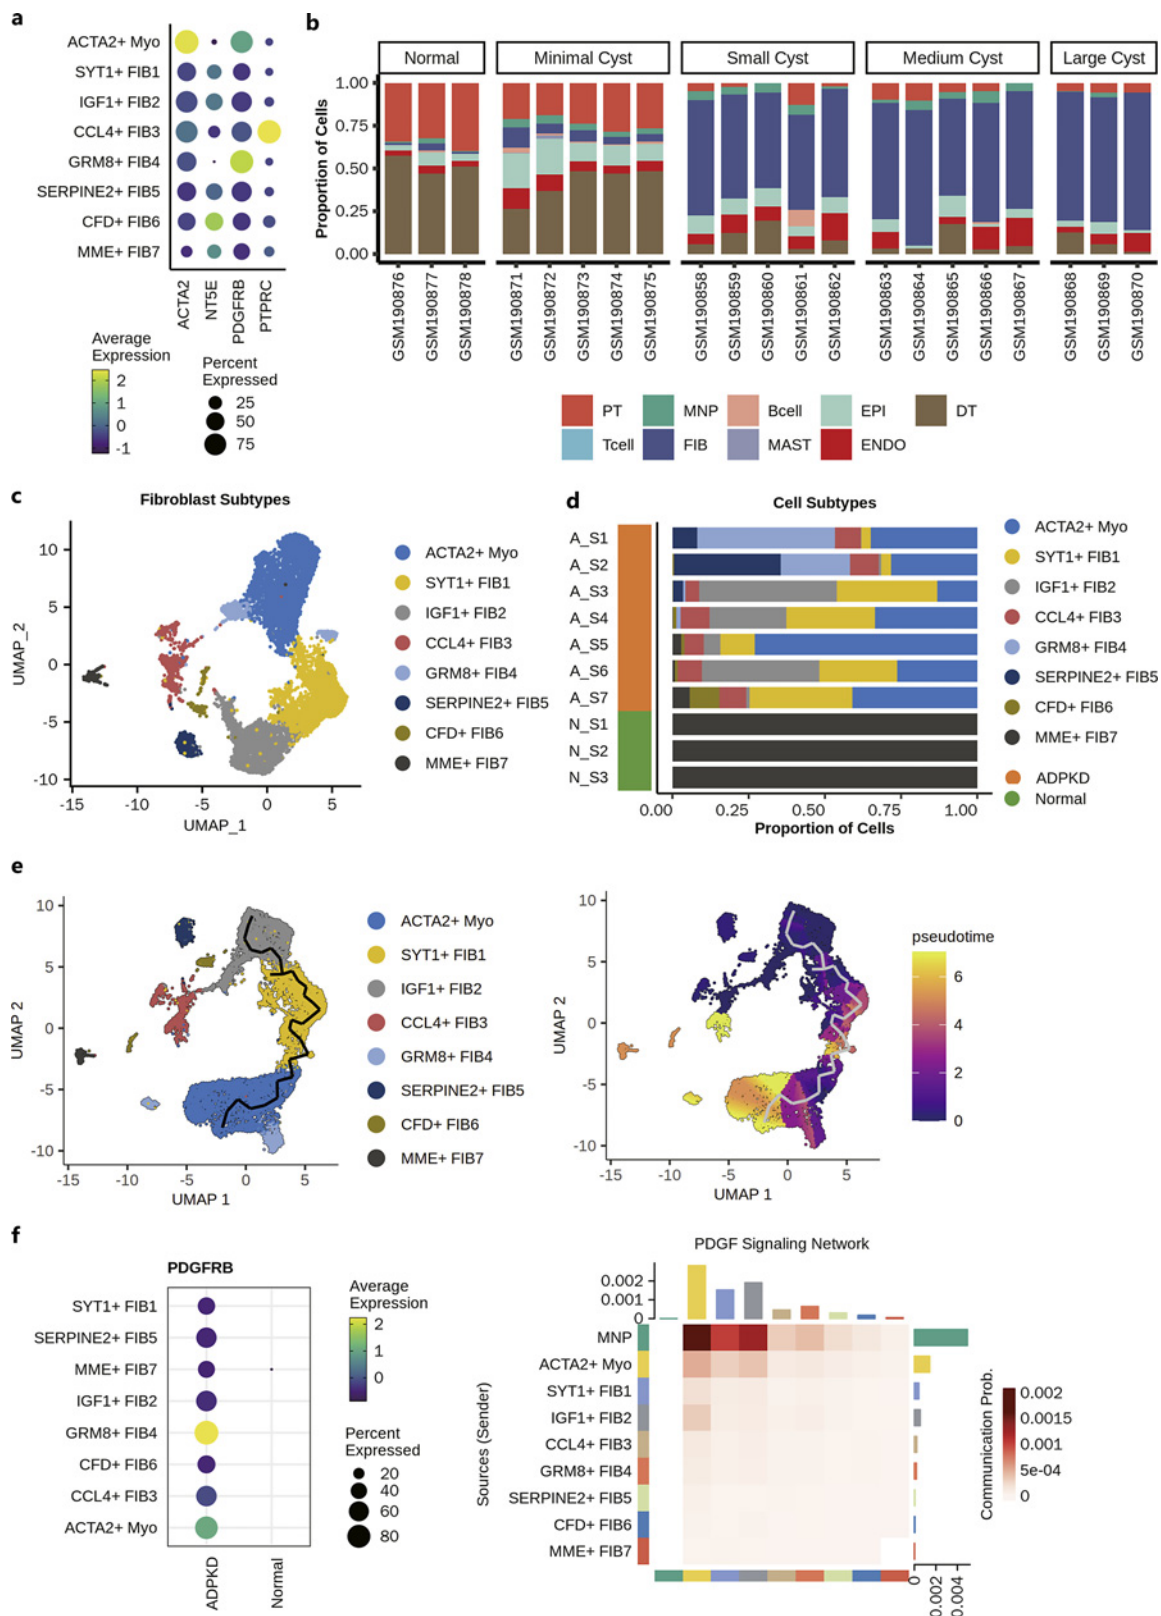 a
ACTA2+ Myo
SYT1+ FIB1
IGF1+ FIB2
CCL4+ FIB3
GRM8+ FIB4
SERPINE2+ FIB5
CFD+ FIB6
MME+ FIB7
ACTA2
NT5E
PDGFRB
PTPRC
Average
Expression
2
1
0
-1
Percent
Expressed
25
50
75
b
Normal
Minimal Cyst
Small Cyst
Medium Cyst
Large Cyst
Proportion of Cells
1.00
0.75
0.50
0.25
0.00
GSM190876
GSM190877
GSM190878
GSM190871
GSM190872
GSM190873
GSM190874
GSM190875
GSM190858
GSM190859
GSM190860
GSM190861
GSM190862
GSM190863
GSM190864
GSM190865
GSM190866
GSM190867
GSM190868
GSM190869
GSM190870
PT
MNP
Bcell
EPI
DT
Tcell
FIB
MAST
ENDO
c
Fibroblast Subtypes
UMAP_2
10
5
0
-5
-10
-15
-10
-5
0
5
UMAP_1
ACTA2+ Myo
SYT1+ FIB1
IGF1+ FIB2
CCL4+ FIB3
GRM8+ FIB4
SERPINE2+ FIB5
CFD+ FIB6
MME+ FIB7
d
Cell Subtypes
A_S1
A_S2
A_S3
A_S4
A_S5
A_S6
A_S7
N_S1
N_S2
N_S3
0.00
0.25
0.50
0.75
1.00
Proportion of Cells
ACTA2+ Myo
SYT1+ FIB1
IGF1+ FIB2
CCL4+ FIB3
GRM8+ FIB4
SERPINE2+ FIB5
CFD+ FIB6
MME+ FIB7
ADPKD
Normal
e
UMAP 2
10
5
0
-5
-10
-15
-10
-5
0
5
UMAP 1
ACTA2+ Myo
SYT1+ FIB1
IGF1+ FIB2
CCL4+ FIB3
GRM8+ FIB4
SERPINE2+ FIB5
CFD+ FIB6
MME+ FIB7
UMAP 2
10
5
0
-5
-10
-15
-10
-5
0
5
UMAP 1
pseudotime
6
4
2
0
f
PDGFRB
SYT1+ FIB1
SERPINE2+ FIB5
MME+ FIB7
IGF1+ FIB2
GRM8+ FIB4
CFD+ FIB6
CCL4+ FIB3
ACTA2+ Myo
ADPKD
Normal
Average
Expression
2
1
0
Percent
Expressed
20
40
60
80
PDGF Signaling Network
0.002
0.001
0
Sources (Sender)
MNP
ACTA2+ Myo
SYT1+ FIB1
IGF1+ FIB2
CCL4+ FIB3
GRM8+ FIB4
SERPINE2+ FIB5
CFD+ FIB6
MME+ FIB7
0
0.002
0.004
Communication Prob.
0.002
0.0015
0.001
5e-04
0